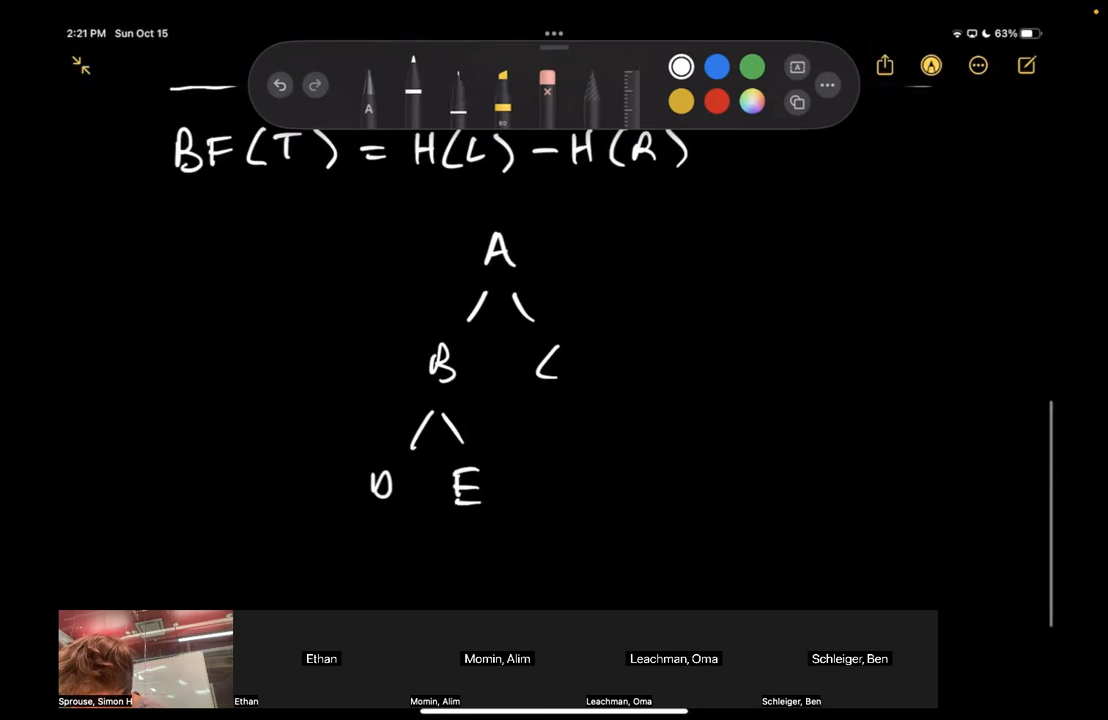 2:21 PM Sun Oct 15
63%
A
80
BF(T) = H(L) - H(R)
A
B C
D E
Ethan
Momin, Alim
Leachman, Oma
Schleiger, Ben
Sprouse, Simon H
Ethan
Momin, Alim
Leachman, Oma
Schleiger, Ben